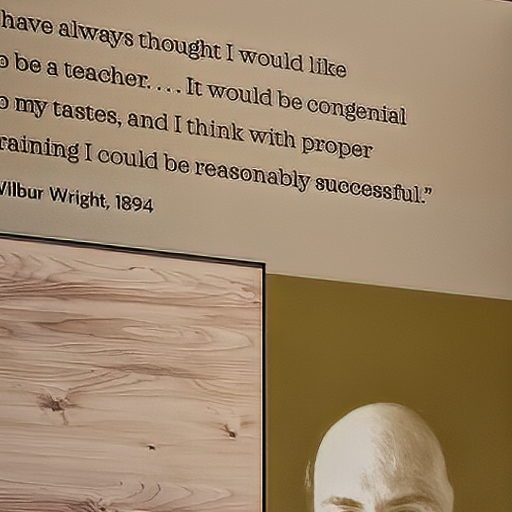 have always thought I would like
o be a teacher. . . . It would be congenial
o my tastes, and I think with proper
raining I could be reasonably successful.”
Wilbur Wright, 1894